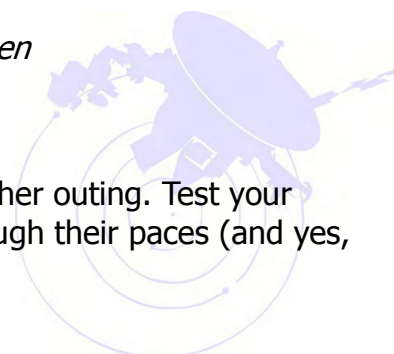 en
her outing. Test your
ugh their paces (and yes,